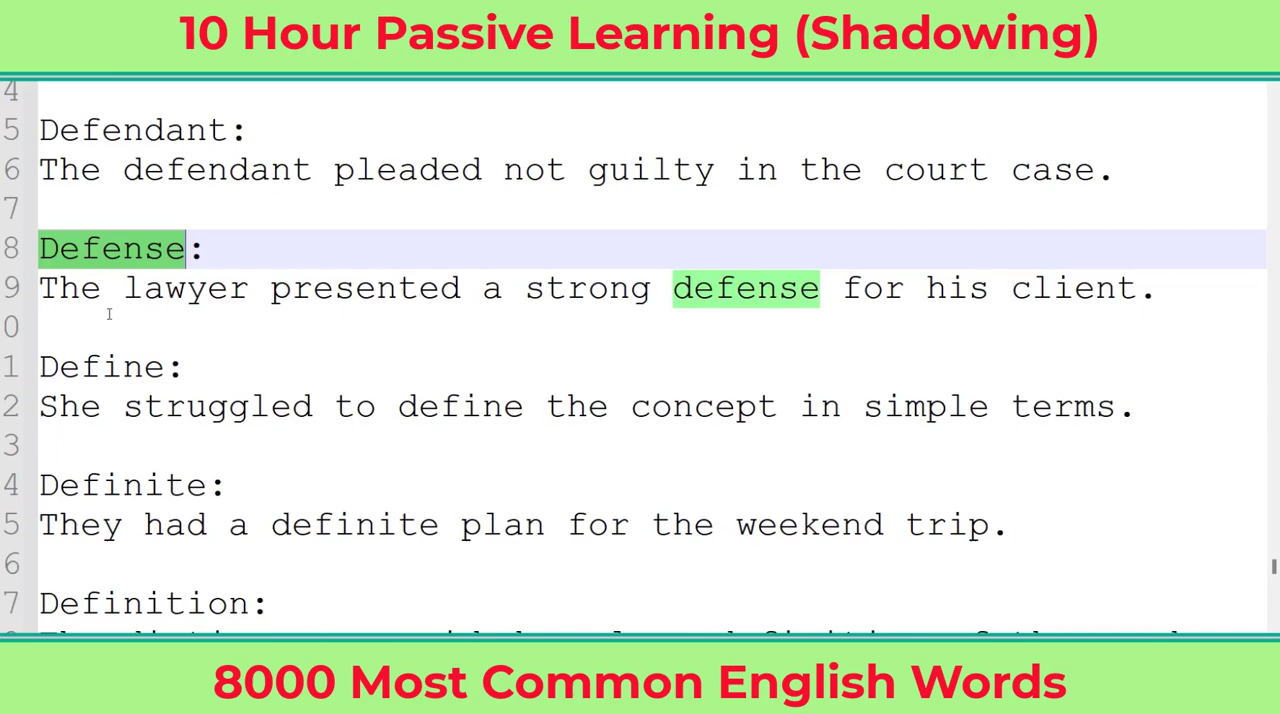 10 Hour Passive Learning (Shadowing)
4
5 Defendant:
6 The defendant pleaded not guilty in the court case.
7
8 Defense:
9 The lawyer presented a strong defense for his client.
0
1 Define:
2 She struggled to define the concept in simple terms.
3
4 Definite:
5 They had a definite plan for the weekend trip.
6
7 Definition:
8000 Most Common English Words